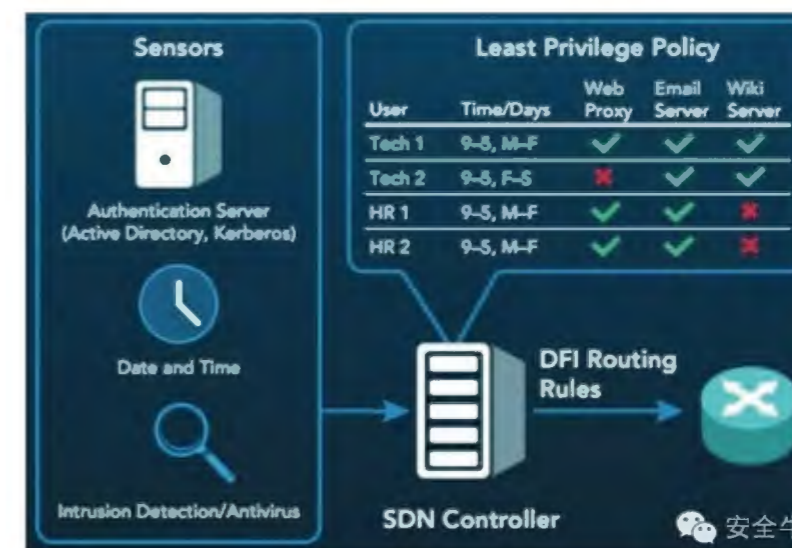 Sensors
Authentication Server
(Active Directory, Kerberos)
Date and Time
Intrusion Detection/Antivirus
Least Privilege Policy
User Time/Days Web Proxy Email Server Wiki Server
Tech 1 9–5, M–F ✓ ✓ ✓
Tech 2 9–5, F–S ✗ ✓ ✓
HR 1 9–5, M–F ✓ ✓ ✗
HR 2 9–5, M–F ✓ ✓ ✗
DFI Routing
Rules
SDN Controller
安全牛